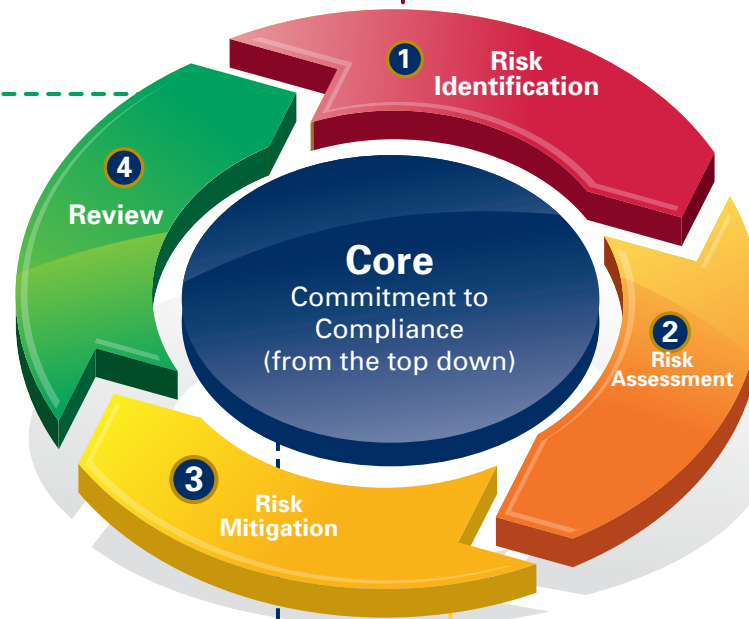 1
Risk
Identification
2
Risk
Assessment
3
Risk
Mitigation
4
Review
Core
Commitment to
Compliance
(from the top down)